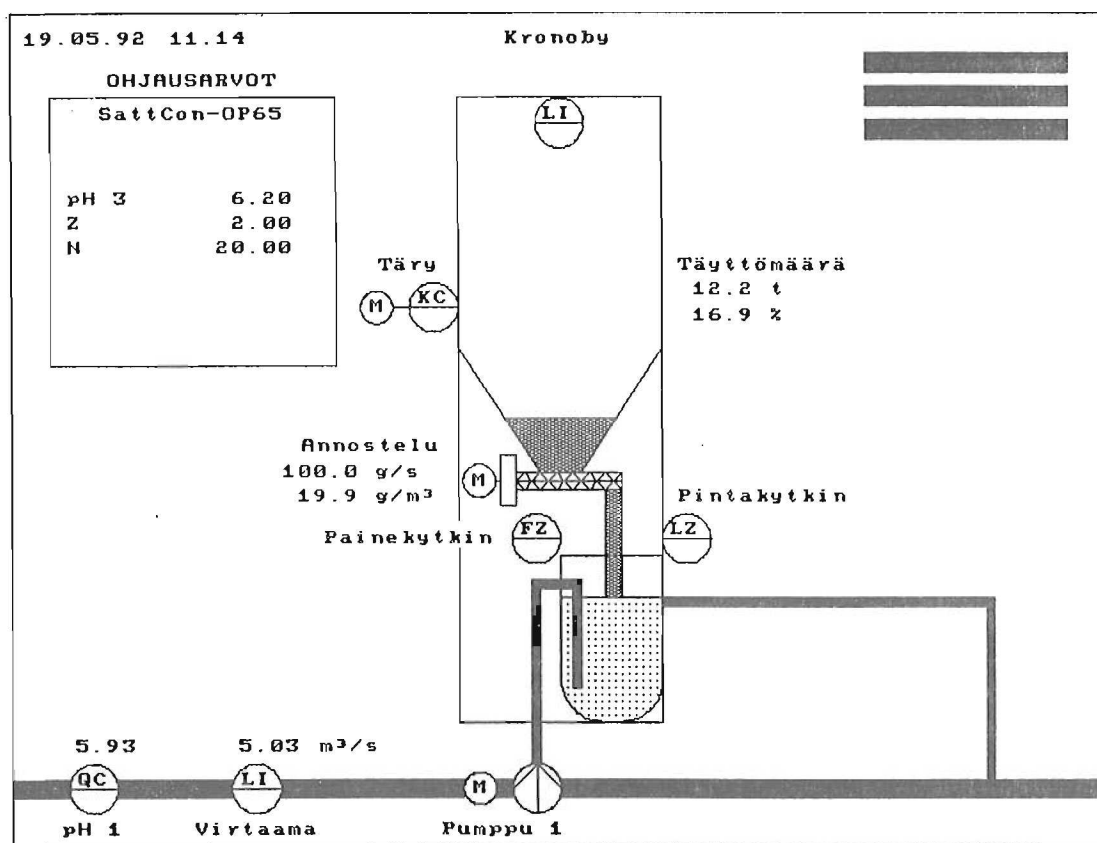 19.05.92 11.14
Kronoby
OHJAUSARVOT
SattCon-OP65
pH 3 6.20
Z 2.00
N 20.00
LI
Täry
M KC
Täyttömäärä
12.2 t
16.9 %
Annostelu
100.0 g/s
19.9 g/m³
M
Painekytkin FZ
Pintakytkin
LZ
5.93 5.03 m³/s
QC LI M
pH 1 Virtaama Pumppu 1